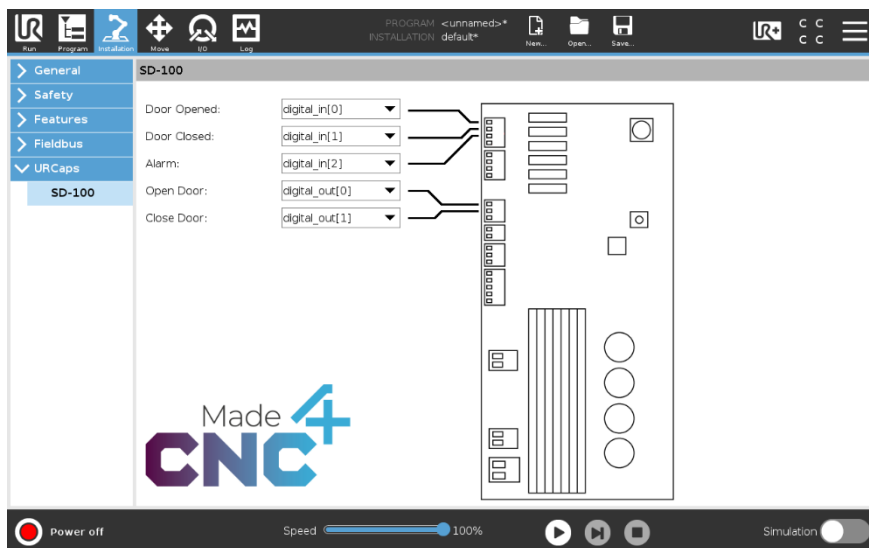 PROGRAM <unnamed>*
INSTALLATION default*
Run Program Installation Move I/O Log New... Open... Save... UR+ C C
C C
General
SD-100
Safety
Features
Fieldbus
URCaps
SD-100
Door Opened: digital_in[0]
Door Closed: digital_in[1]
Alarm: digital_in[2]
Open Door: digital_out[0]
Close Door: digital_out[1]
Made 4
CNC
Power off Speed 100% Simulation